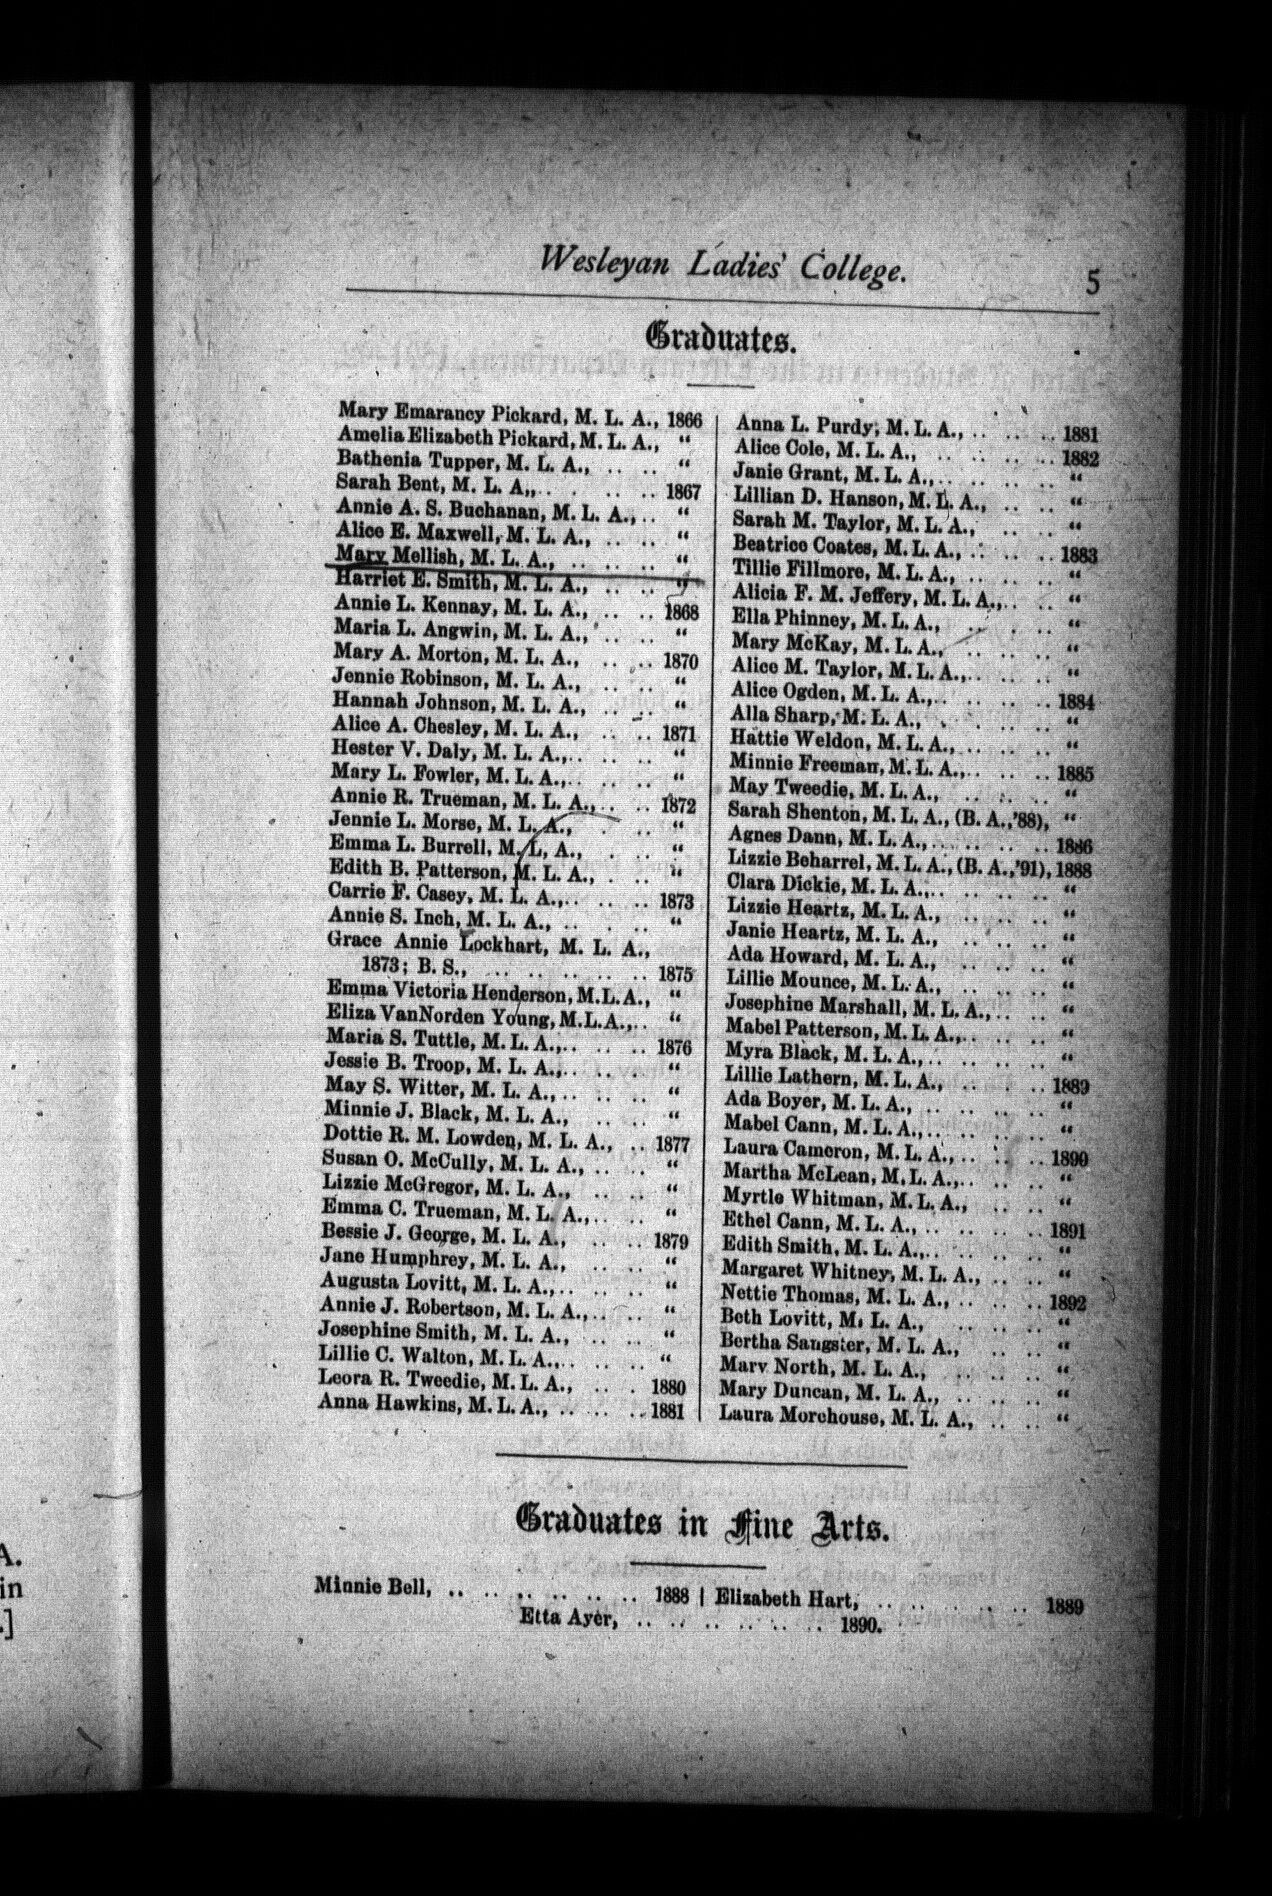 Wesleyan Ladies' College.
5
Graduates.
Mary Emarancy Pickard, M. L. A., 1866
Amelia Elizabeth Pickard, M. L. A., "
Bathenia Tupper, M. L. A., .. .. "
Sarah Bent, M. L. A,, .. . .. .. 1867
Annie A. S. Buchanan, M. L. A., .. "
Alice E. Maxwell, M. L. A., .. .. "
Mary Mellish, M. L. A., .. .. .. "
Harriet E. Smith, M. L. A., .. .. "
Annie L. Kennay, M. L. A., .. .. 1868
Maria L. Angwin, M. L. A., .. .. "
Mary A. Morton, M. L. A., .. .. 1870
Jennie Robinson, M. L. A., .. .. "
Hannah Johnson, M. L. A., .. .. "
Alice A. Chesley, M. L. A., .. .. 1871
Hester V. Daly, M. L. A., .. .. .. "
Mary L. Fowler, M. L. A., .. .. .. "
Annie R. Trueman, M. L. A., .. .. 1872
Jennie L. Morse, M. L. A., .. .. "
Emma L. Burrell, M. L, A., . .. .. "
Edith B. Patterson, M. L. A., . .. "
Carrie F. Casey, M. L. A., .. .. .. 1873
Annie S. Inch, M. L. A., .. . .. "
Grace Annie Lockhart, M. L. A.,
1873; B. S., .. .. .. .. .. 1875
Emma Victoria Henderson, M.L.A., "
Eliza VanNorden Young, M.L.A., .. "
Maria S. Tuttle, M. L. A., .. .. .. 1876
Jessie B. Troop, M. L. A., .. .. . "
May S. Witter, M. L. A., .. .. .. "
Minnie J. Black, M. L. A., .. .. "
Dottie R. M. Lowden, M. L. A., .. 1877
Susan O. McCully, M. L. A., .. .. "
Lizzie McGregor, M. L. A., .. .. "
Emma C. Trueman, M. L. A., .. .. "
Bessie J. George, M. L. A., .. .. 1879
Jane Humphrey, M. L. A., .. .. "
Augusta Lovitt, M. L. A., .. .. .. "
Annie J. Robertson, M. L. A., .. .. "
Josephine Smith, M. L. A., .. .. "
Lillie C. Walton, M. L. A., .. .. .. "
Leora R. Tweedie, M. L. A., .. . 1880
Anna Hawkins, M. L. A., .. .. .. 1881
Anna L. Purdy, M. L. A., .. .. .. 1881
Alice Cole, M. L. A., .. .. .. .. 1882
Janie Grant, M. L. A., .. .. .. .. "
Lillian D. Hanson, M. L. A., .. .. "
Sarah M. Taylor, M. L. A., .. .. "
Beatrice Coates, M. L. A., .. .. .. 1883
Tillie Fillmore, M. L. A., .. .. .. "
Alicia F. M. Jeffery, M. L. A., .. .. "
Ella Phinney, M. L. A., .. . .. "
Mary McKay, M. L. A., .. .. .. "
Alice M. Taylor, M. L. A., .. .. .. "
Alice Ogden, M. L. A., .. .. .. .. 1884
Alla Sharp, M. L. A., . .. .. .. "
Hattie Weldon, M. L. A., .. .. .. "
Minnie Freeman, M. L. A., .. .. .. 1885
May Tweedie, M. L. A., .. .. .. "
Sarah Shenton, M. L. A., (B. A., '88), "
Agnes Dann, M. L. A., .. .. .. .. 1886
Lizzie Beharrel, M. L. A., (B. A., '91), 1888
Clara Dickie, M. L. A., .. .. .. .. "
Lizzie Heartz, M. L. A., .. .. .. "
Janie Heartz, M. L. A., .. .. .. "
Ada Howard, M. L. A., .. .. .. "
Lillie Mounce, M. L. A., .. .. .. "
Josephine Marshall, M. L. A., .. .. "
Mabel Patterson, M. L. A., .. .. .. "
Myra Black, M. L. A., .. .. .. .. "
Lillie Lathern, M. L. A., .. .. .. 1889
Ada Boyer, M. L. A., .. .. .. .. "
Mabel Cann, M. L. A., .. .. .. .. "
Laura Cameron, M. L. A., .. .. .. 1890
Martha McLean, M. L. A., .. .. .. "
Myrtle Whitman, M. L. A., .. .. "
Ethel Cann, M. L. A., .. .. .. .. 1891
Edith Smith, M. L. A., .. .. .. .. "
Margaret Whitney, M. L. A., .. .. "
Nettie Thomas, M. L. A., .. .. .. 1892
Beth Lovitt, M. L. A., .. .. .. "
Bertha Sangster, M. L. A., .. .. "
Mary North, M. L. A., .. .. .. "
Mary Duncan, M. L. A., .. .. .. "
Laura Morehouse, M. L. A., .. .. "
Graduates in Fine Arts.
Minnie Bell, .. .. .. .. .. .. 1888 | Elizabeth Hart, .. .. .. .. .. 1889
Etta Ayer, .. .. .. .. .. .. 1890.
A.
in
.]